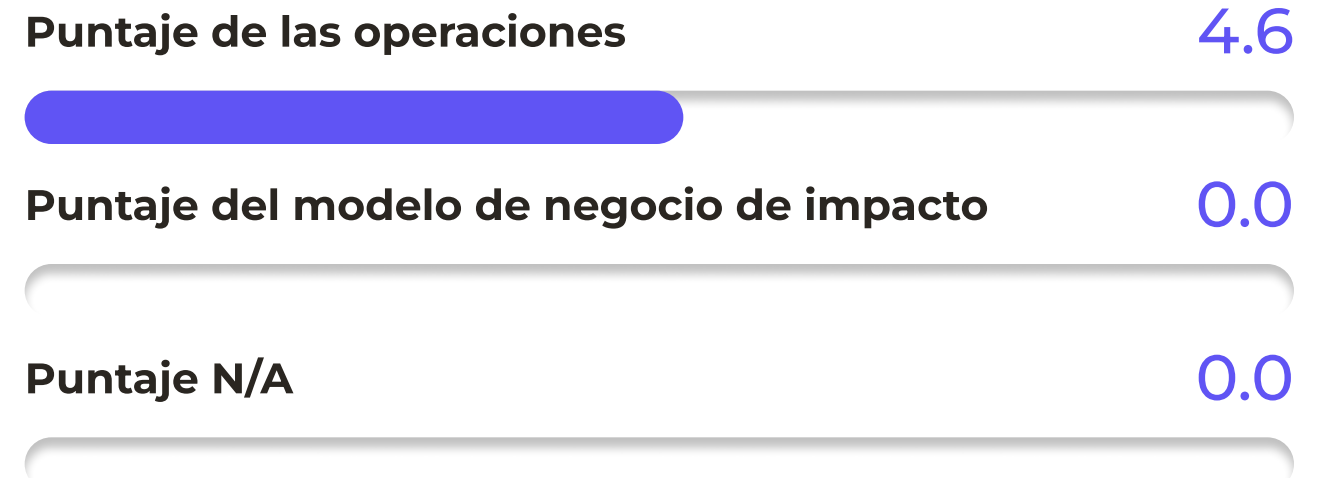 Puntaje de las operaciones 4.6
Puntaje del modelo de negocio de impacto 0.0
Puntaje N/A 0.0